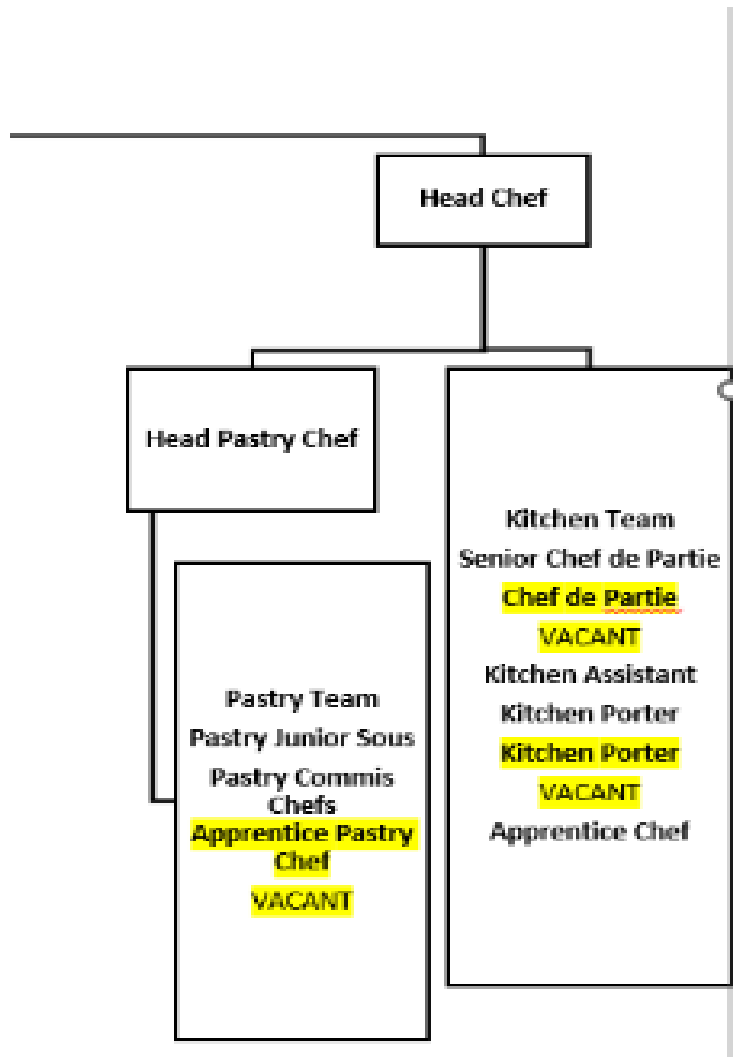 Head Chef
Head Pastry Chef
Kitchen Team
Senior Chef de Partie
Chef de Partie
VACANT
Kitchen Assistant
Kitchen Porter
Kitchen Porter
VACANT
Apprentice Chef
Pastry Team
Pastry Junior Sous
Pastry Commis
Chefs
Apprentice Pastry
Chef
VACANT